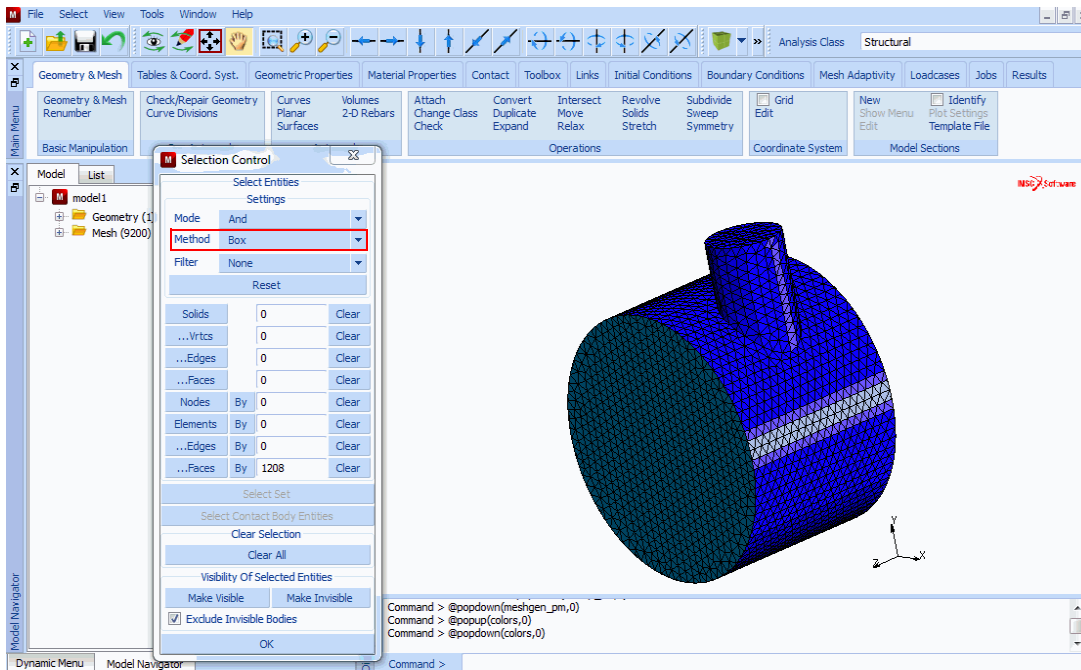 File Select View Tools Window Help
Analysis Class Structural
Geometry & Mesh Tables & Coord. Syst. Geometric Properties Material Properties Contact Toolbox Links Initial Conditions Boundary Conditions Mesh Adaptivity Loadcases Jobs Results
Main Menu
Geometry & Mesh
Renumber
Basic Manipulation
Check/Repair Geometry
Curve Divisions
Curves Volumes
Planar 2-D Rebars
Surfaces
Attach Convert Intersect Revolve Subdivide
Change Class Duplicate Move Solids Sweep
Check Expand Relax Stretch Symmetry
Operations
Grid
Edit
Coordinate System
New Identify
Show Menu Plot Settings
Edit Template File
Model Sections
Model List
model1
Geometry (1)
Mesh (9200)
Model Navigator
Selection Control
Select Entities
Settings
Mode And
Method Box
Filter None
Reset
Solids 0 Clear
...Vrtcs 0 Clear
...Edges 0 Clear
...Faces 0 Clear
Nodes By 0 Clear
Elements By 0 Clear
...Edges By 0 Clear
...Faces By 1208 Clear
Select Set
Select Contact Body Entities
Clear Selection
Clear All
Visibility Of Selected Entities
Make Visible Make Invisible
Exclude Invisible Bodies
OK
MSC Software
Y
X
Z
Command > @popdown(meshgen_pm,0)
Command > @popup(colors,0)
Command > @popdown(colors,0)
Command >
Dynamic Menu Model Navigator